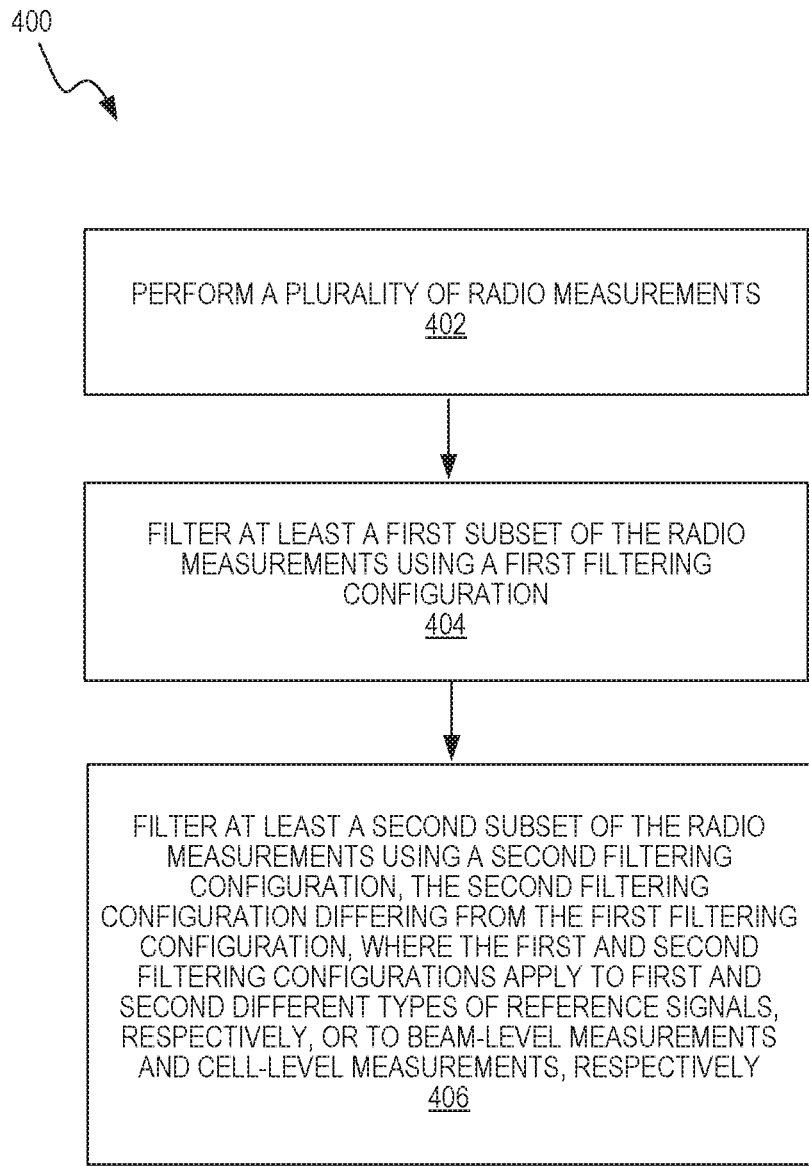 400
PERFORM A PLURALITY OF RADIO MEASUREMENTS
402
FILTER AT LEAST A FIRST SUBSET OF THE RADIO
MEASUREMENTS USING A FIRST FILTERING
CONFIGURATION
404
FILTER AT LEAST A SECOND SUBSET OF THE RADIO
MEASUREMENTS USING A SECOND FILTERING
CONFIGURATION, THE SECOND FILTERING
CONFIGURATION DIFFERING FROM THE FIRST FILTERING
CONFIGURATION, WHERE THE FIRST AND SECOND
FILTERING CONFIGURATIONS APPLY TO FIRST AND
SECOND DIFFERENT TYPES OF REFERENCE SIGNALS,
RESPECTIVELY, OR TO BEAM-LEVEL MEASUREMENTS
AND CELL-LEVEL MEASUREMENTS, RESPECTIVELY
406